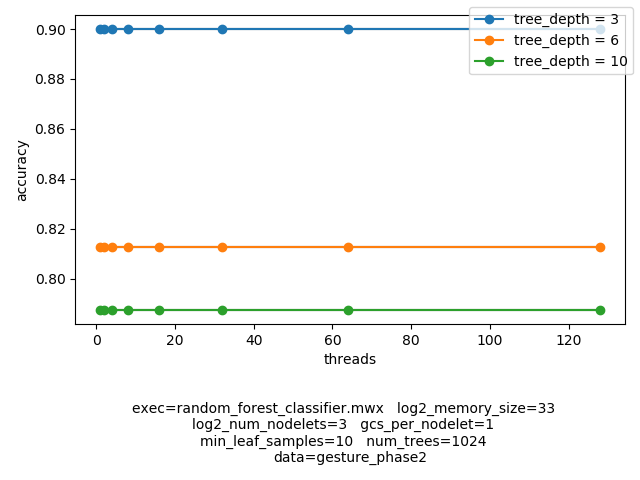 0.90
0.88
0.86
0.84
0.82
0.80
accuracy
0 20 40 60 80 100 120
threads
tree_depth = 3
tree_depth = 6
tree_depth = 10
exec=random_forest_classifier.mwx log2_memory_size=33
log2_num_nodelets=3 gcs_per_nodelet=1
min_leaf_samples=10 num_trees=1024
data=gesture_phase2